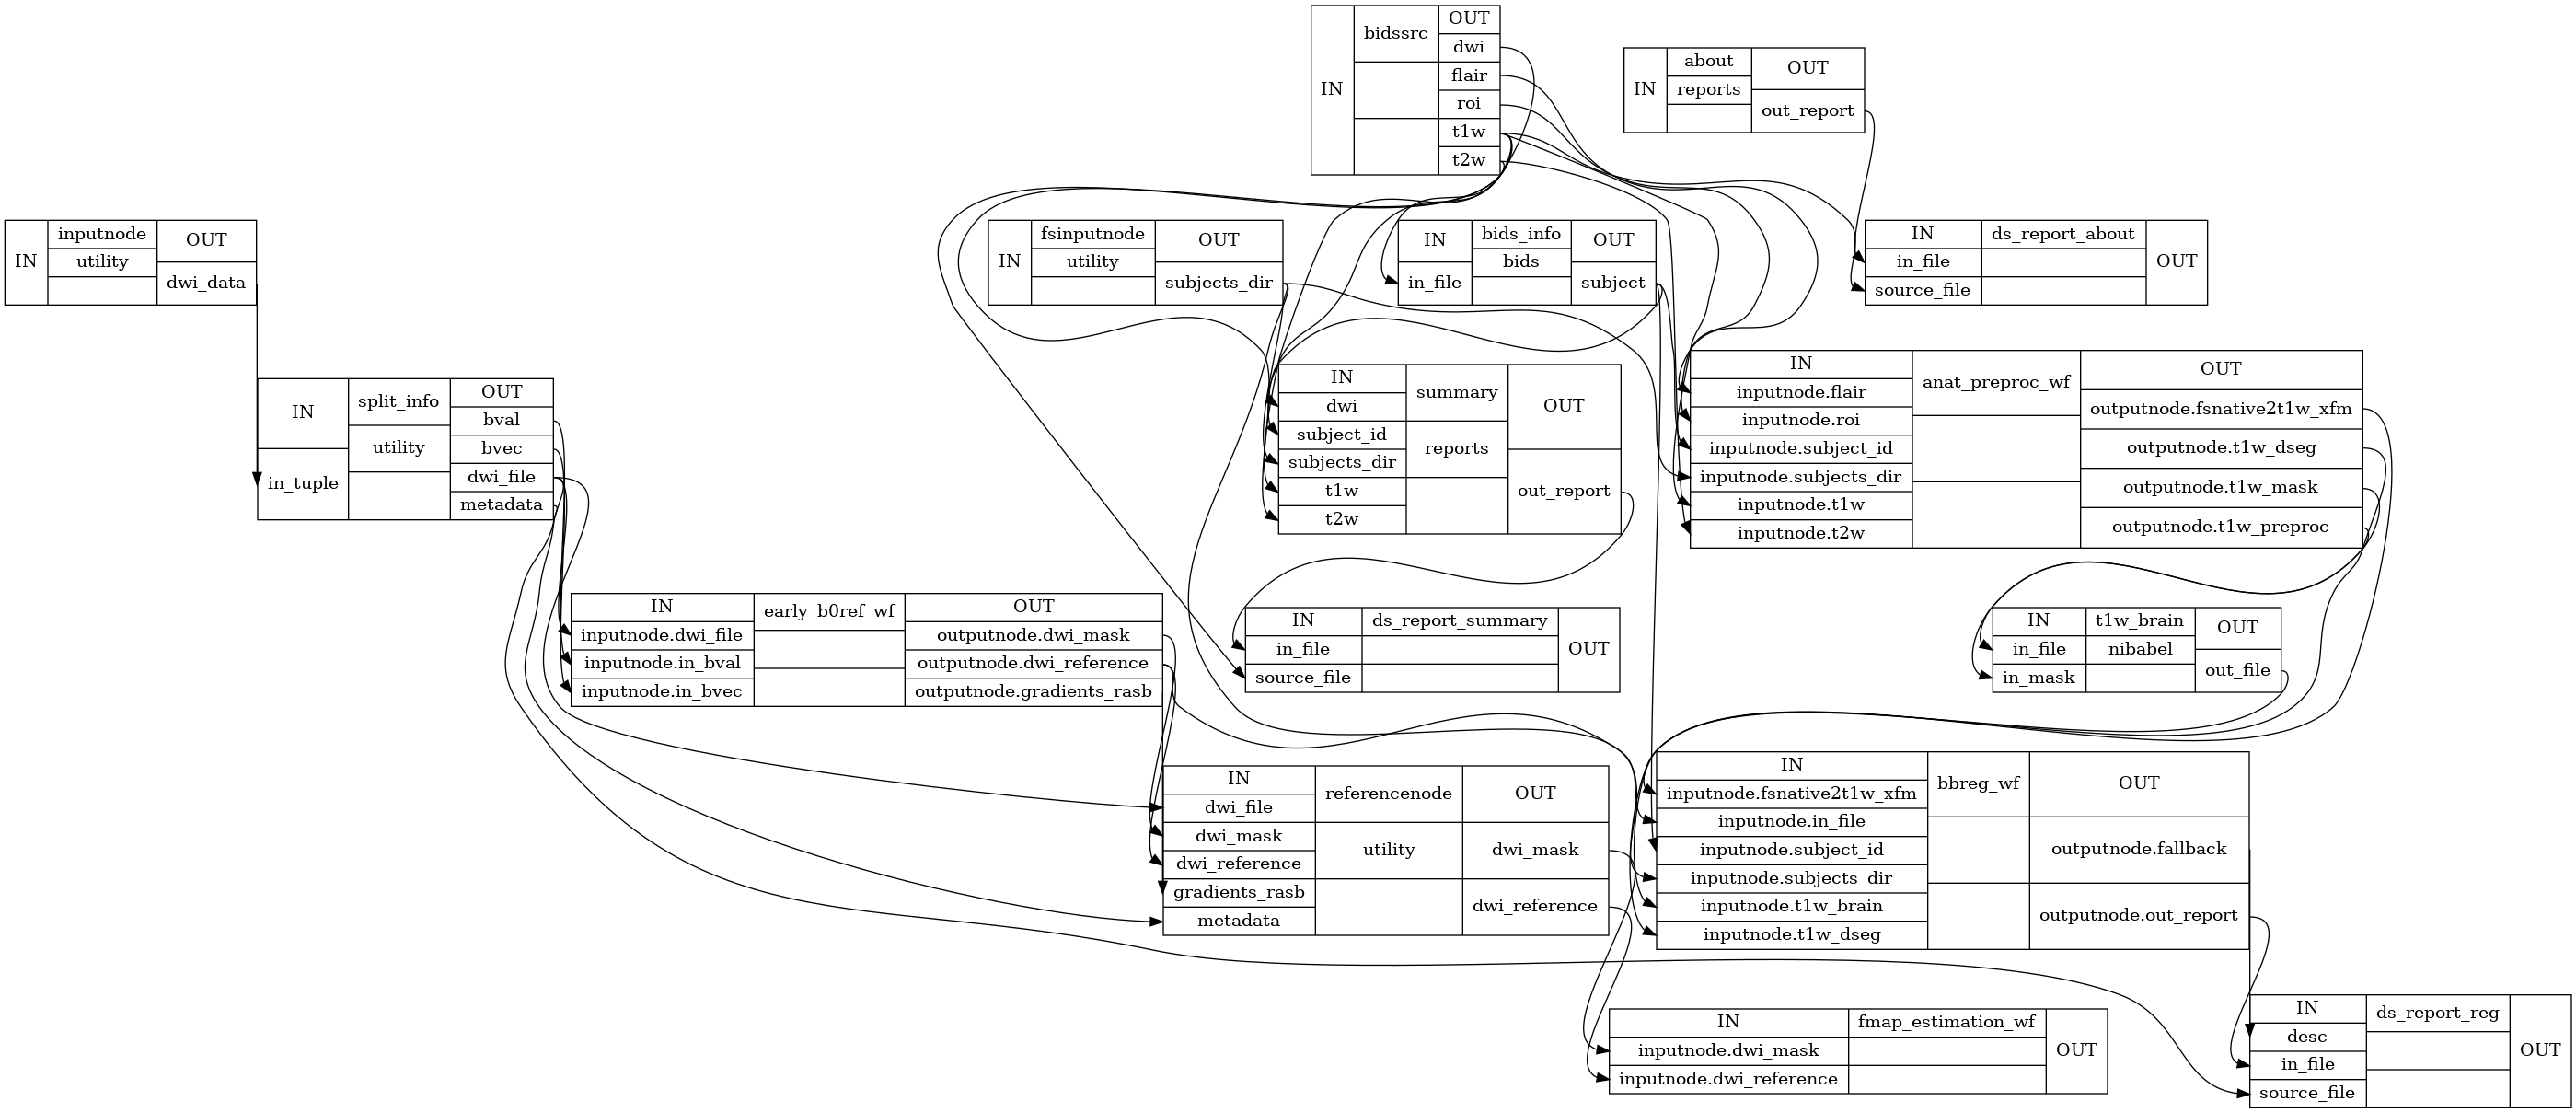 IN
bidssrc
OUT
dwi
flair
roi
t1w
t2w
IN
about
reports
OUT
out_report
IN
inputnode
utility
OUT
dwi_data
IN
fsinputnode
utility
OUT
subjects_dir
IN
in_file
bids_info
bids
OUT
subject
IN
in_file
source_file
ds_report_about
OUT
IN
in_tuple
split_info
utility
OUT
bval
bvec
dwi_file
metadata
IN
dwi
subject_id
subjects_dir
t1w
t2w
summary
reports
OUT
out_report
IN
inputnode.flair
inputnode.roi
inputnode.subject_id
inputnode.subjects_dir
inputnode.t1w
inputnode.t2w
anat_preproc_wf
OUT
outputnode.fsnative2t1w_xfm
outputnode.t1w_dseg
outputnode.t1w_mask
outputnode.t1w_preproc
IN
inputnode.dwi_file
inputnode.in_bval
inputnode.in_bvec
early_b0ref_wf
OUT
outputnode.dwi_mask
outputnode.dwi_reference
outputnode.gradients_rasb
IN
in_file
source_file
ds_report_summary
OUT
IN
in_file
in_mask
t1w_brain
nibabel
OUT
out_file
IN
dwi_file
dwi_mask
dwi_reference
gradients_rasb
metadata
referencenode
utility
OUT
dwi_mask
dwi_reference
IN
inputnode.fsnative2t1w_xfm
inputnode.in_file
inputnode.subject_id
inputnode.subjects_dir
inputnode.t1w_brain
inputnode.t1w_dseg
bbreg_wf
OUT
outputnode.fallback
outputnode.out_report
IN
inputnode.dwi_mask
inputnode.dwi_reference
fmap_estimation_wf
OUT
IN
desc
in_file
source_file
ds_report_reg
OUT